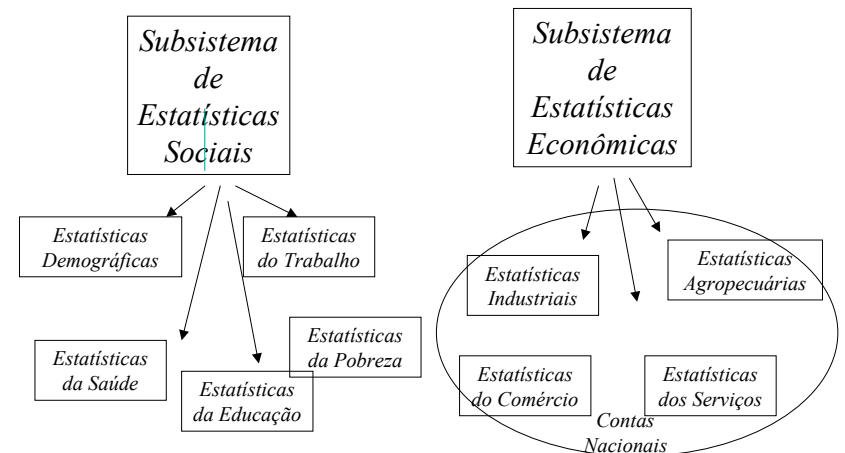 Subsistema
de
Estatísticas
Sociais
Subsistema
de
Estatísticas
Econômicas
Estatísticas
Demográficas
Estatísticas
do Trabalho
Estatísticas
da Saúde
Estatísticas
da Educação
Estatísticas
da Pobreza
Estatísticas
Industriais
Estatísticas
Agropecuárias
Estatísticas
do Comércio
Estatísticas
dos Serviços
Contas
Nacionais